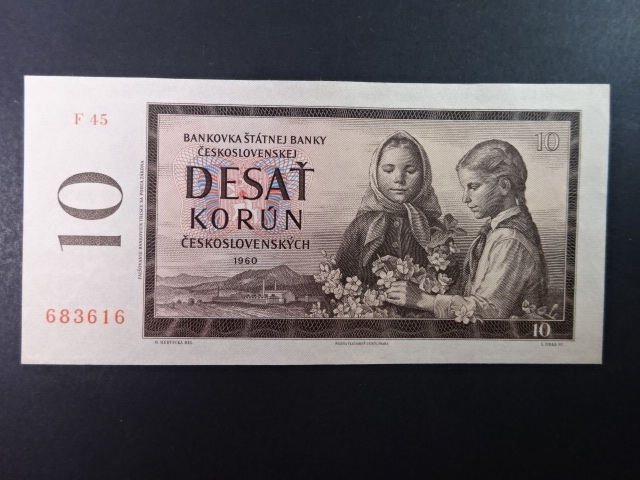 F 45
10
683616
BANKOVKA ŠTÁTNEJ BANKY
ČESKOSLOVENSKEJ
DESAŤ
KORÚN
ČESKOSLOVENSKÝCH
1960
10
10